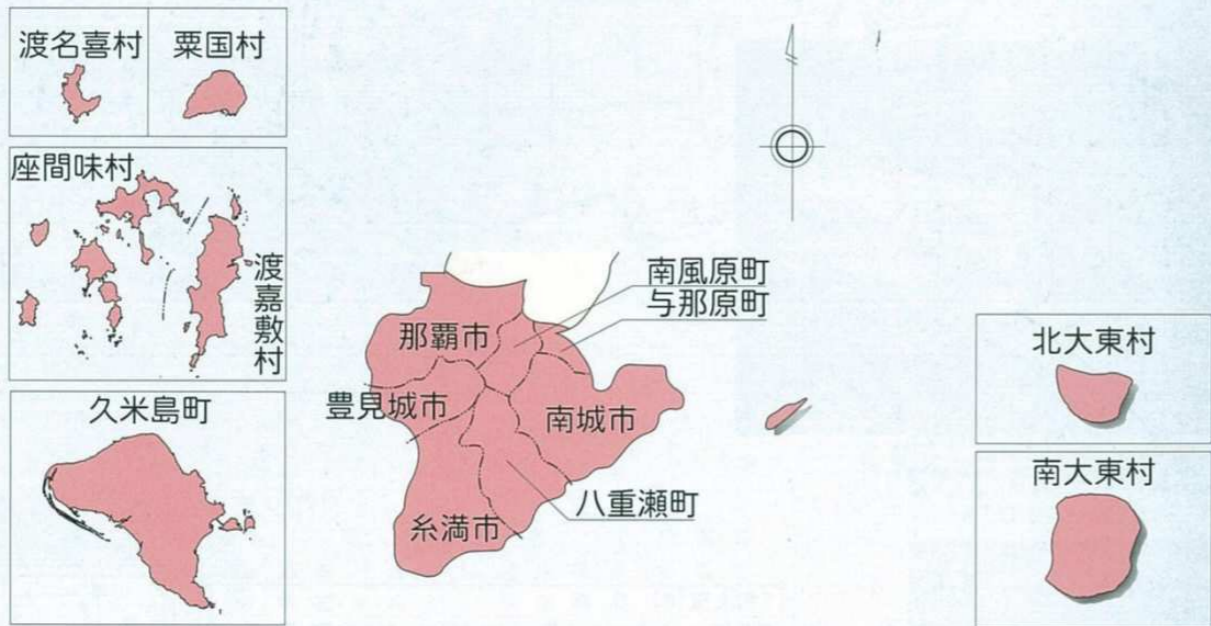 渡名喜村
粟国村
座間味村
渡嘉敷村
久米島町
南風原町
与那原町
那覇市
豊見城市
南城市
八重瀬町
糸満市
北大東村
南大東村